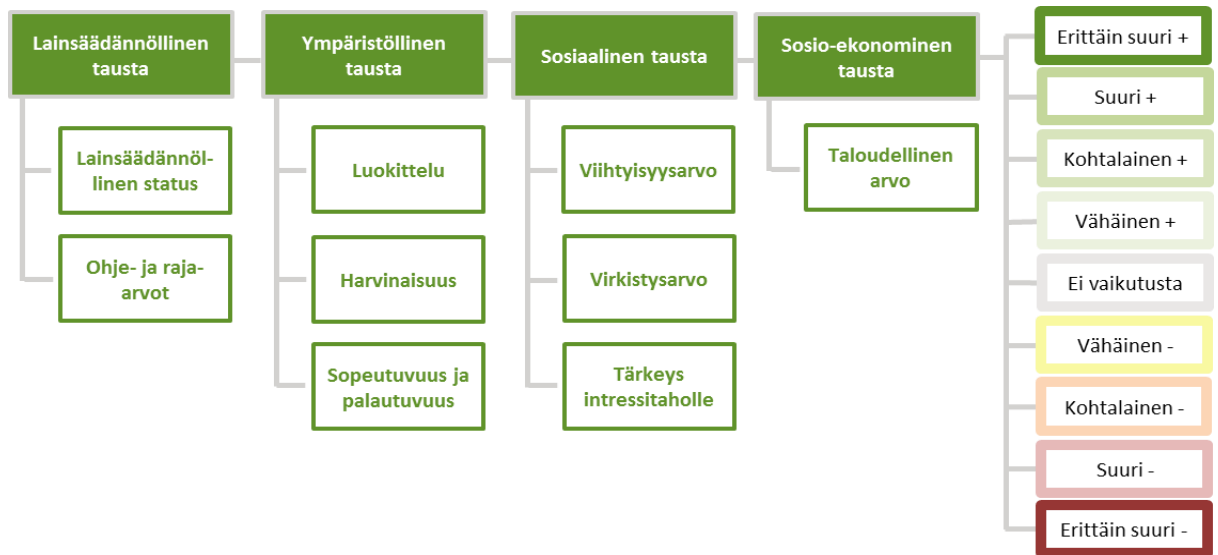 Lainsäädännöllinen
tausta
Lainsäädännöl-
linen status
Ohje- ja raja-
arvot
Ympäristöllinen
tausta
Luokittelu
Harvinaisuus
Sopeutuvuus ja
palautuvuus
Sosiaalinen tausta
Viihtyisyysarvo
Virkistysarvo
Tärkeys
intressitaholle
Sosio-ekonominen
tausta
Taloudellinen
arvo
Erittäin suuri +
Suuri +
Kohtalainen +
Vähäinen +
Ei vaikutusta
Vähäinen -
Kohtalainen -
Suuri -
Erittäin suuri -